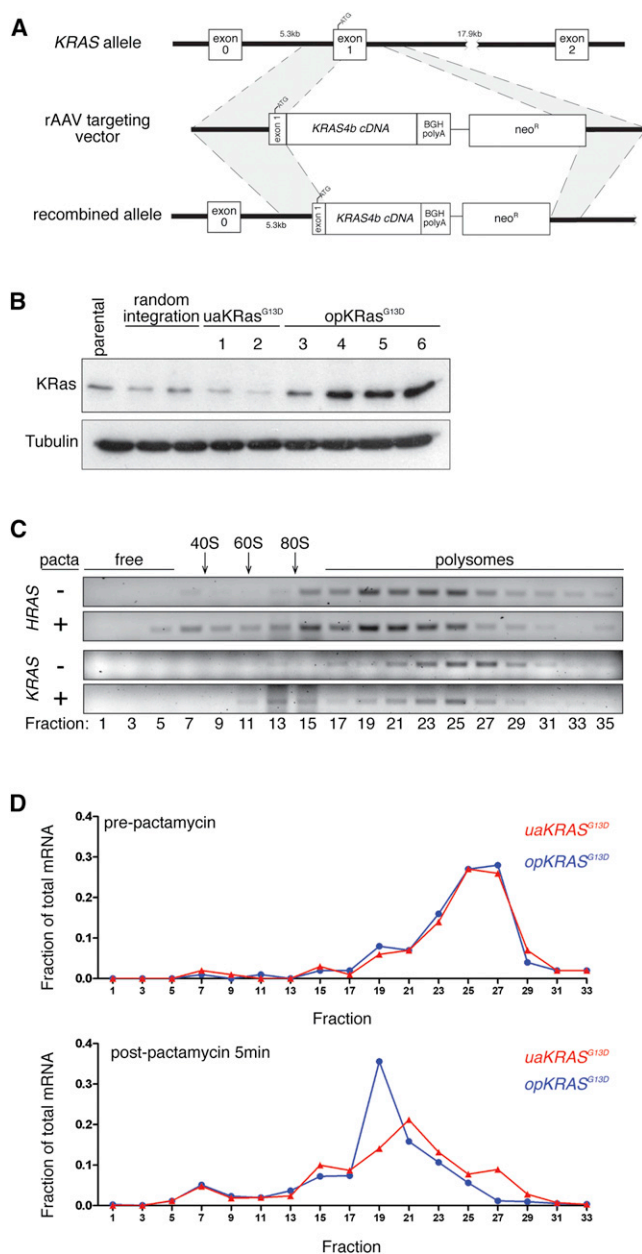 A
KRAS allele
exon 0
5.3kb
ATG
exon 1
17.9kb
exon 2
rAAV targeting vector
ATG
exon 1
KRAS4b cDNA
BGH polyA
neoᴿ
recombined allele
exon 0
5.3kb
ATG
exon 1
KRAS4b cDNA
BGH polyA
neoᴿ
B
parental
random integration
uaKRasG13D
opKRasG13D
1 2 3 4 5 6
KRas
Tubulin
C
pacta
free
40S 60S 80S
polysomes
HRAS
-
+
KRAS
-
+
Fraction: 1 3 5 7 9 11 13 15 17 19 21 23 25 27 29 31 33 35
D
pre-pactamycin
uaKRASG13D
opKRASG13D
Fraction of total mRNA
0.4
0.3
0.2
0.1
0.0
1 3 5 7 9 11 13 15 17 19 21 23 25 27 29 31 33
Fraction
post-pactamycin 5min
uaKRASG13D
opKRASG13D
Fraction of total mRNA
0.4
0.3
0.2
0.1
0.0
1 3 5 7 9 11 13 15 17 19 21 23 25 27 29 31 33
Fraction